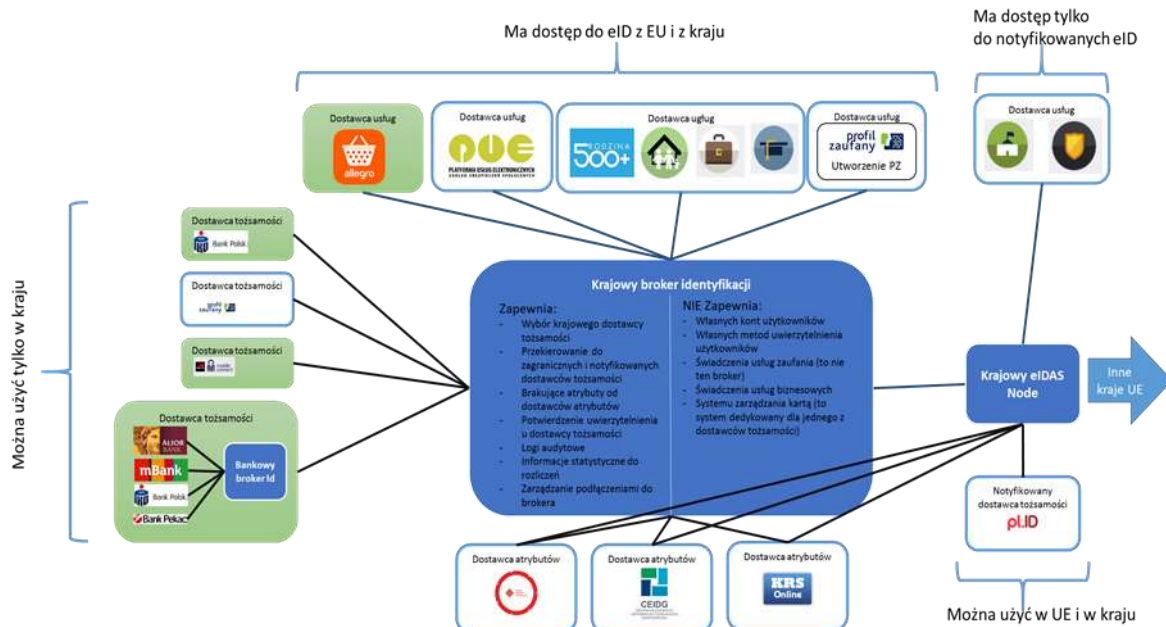 Ma dostęp do eID z EU i z kraju
Ma dostęp tylko
do notyfikowanych eID
Dostawca usług
allegro
Dostawca usług
PUE
PLATFORMA USŁUG ELEKTRONICZNYCH
Dostawca ugług
RODZINA
500+
Dostawca usług
profil
zaufany
Utworzenie PZ
Dostawca usług
Można użyć tylko w kraju
Dostawca tożsamości
Bank Polski
Dostawca tożsamości
profil
zaufany
Dostawca tożsamości
Dostawca tożsamości
ALIOR
BANK
mBank
Bank Polski
Bank Pekao
Bankowy
broker Id
Krajowy broker identyfikacji
Zapewnia:
- Wybór krajowego dostawcy
tożsamości
- Przekierowanie do
zagranicznych i notyfikowanych
dostawców tożsamości
- Brakujące atrybuty od
dostawców atrybutów
- Potwierdzenie uwierzytelnienia
u dostawcy tożsamości
- Logi audytowe
- Informacje statystyczne do
rozliczeń
- Zarządzanie podłączeniami do
brokera
NIE Zapewnia:
- Własnych kont użytkowników
- Własnych metod uwierzytelnienia
użytkowników
- Świadczenia usług zaufania (to nie
ten broker)
- Świadczenia usług biznesowych
- Systemu zarządzania kartą (to
system dedykowany dla jednego z
dostawców tożsamości)
Krajowy eIDAS
Node
Inne
kraje UE
Notyfikowany
dostawca tożsamości
pl.ID
Dostawca atrybutów
Dostawca atrybutów
CEIDG
Dostawca atrybutów
KRS
Online
Można użyć w UE i w kraju